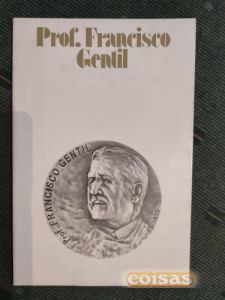 Prof. Francisco
Gentil
Prof. FRANCISCO GENTIL
coisas